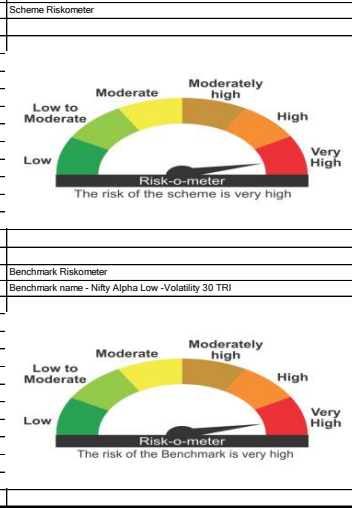 Scheme Riskometer
Moderately
high
Moderate
Low to
Moderate
High
Low
Very
High
Risk-o-meter
The risk of the scheme is very high
Benchmark Riskometer
Benchmark name - Nifty Alpha Low -Volatility 30 TRI
Moderately
high
Moderate
Low to
Moderate
High
Low
Very
High
Risk-o-meter
The risk of the Benchmark is very high